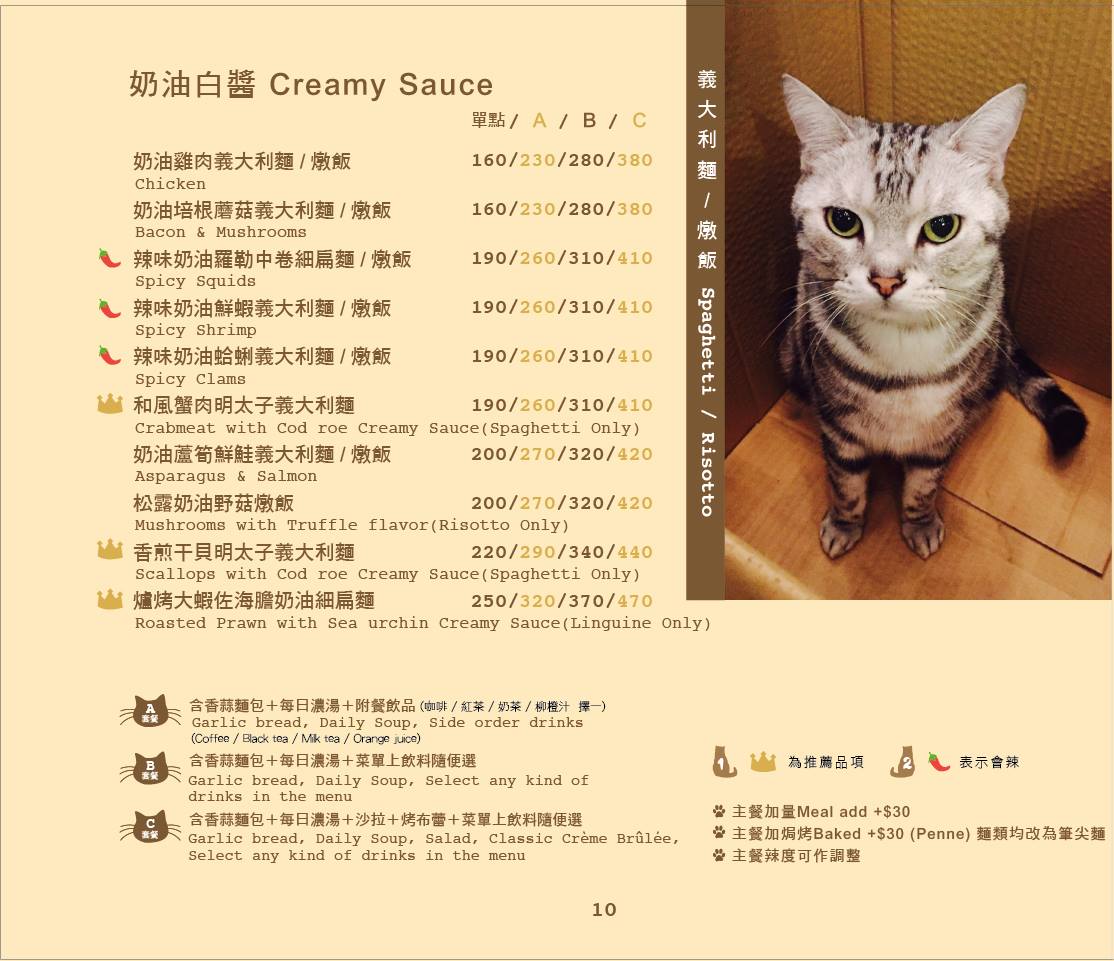 奶油白醬 Creamy Sauce
單點 / A / B / C
奶油雞肉義大利麵 / 燉飯 160/230/280/380
Chicken
奶油培根蘑菇義大利麵 / 燉飯 160/230/280/380
Bacon & Mushrooms
辣味奶油羅勒中卷細扁麵 / 燉飯 190/260/310/410
Spicy Squids
辣味奶油鮮蝦義大利麵 / 燉飯 190/260/310/410
Spicy Shrimp
辣味奶油蛤蜊義大利麵 / 燉飯 190/260/310/410
Spicy Clams
和風蟹肉明太子義大利麵 190/260/310/410
Crabmeat with Cod roe Creamy Sauce(Spaghetti Only)
奶油蘆筍鮮鮭義大利麵 / 燉飯 200/270/320/420
Asparagus & Salmon
松露奶油野菇燉飯 200/270/320/420
Mushrooms with Truffle flavor(Risotto Only)
香煎干貝明太子義大利麵 220/290/340/440
Scallops with Cod roe Creamy Sauce(Spaghetti Only)
爐烤大蝦佐海膽奶油細扁麵 250/320/370/470
Roasted Prawn with Sea urchin Creamy Sauce(Linguine Only)
義大利麵 / 燉飯 Spaghetti / Risotto
A 套餐 含香蒜麵包＋每日濃湯＋附餐飲品 (咖啡 / 紅茶 / 奶茶 / 柳橙汁 擇一)
Garlic bread, Daily Soup, Side order drinks
(Coffee / Black tea / Milk tea / Orange juice)
B 套餐 含香蒜麵包＋每日濃湯＋菜單上飲料隨便選
Garlic bread, Daily Soup, Select any kind of
drinks in the menu
C 套餐 含香蒜麵包＋每日濃湯＋沙拉＋烤布蕾＋菜單上飲料隨便選
Garlic bread, Daily Soup, Salad, Classic Crème Brûlée,
Select any kind of drinks in the menu
1 為推薦品項 2 表示會辣
主餐加量Meal add +$30
主餐加焗烤Baked +$30 (Penne) 麵類均改為筆尖麵
主餐辣度可作調整
10